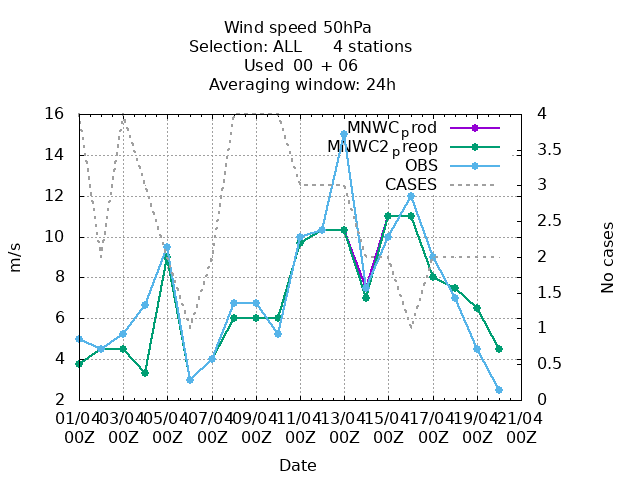 Wind speed 50hPa
Selection: ALL 4 stations
Used 00 + 06
Averaging window: 24h
16 4
MNWC_prod
14 3.5
MNWC2_preop
OBS
12 3
CASES
10 2.5
8 2
6 1.5
4 1
0.5
2 0
m/s
No cases
01/04 03/04 05/04 07/04 09/04 11/04 13/04 15/04 17/04 19/04 21/04
00Z 00Z 00Z 00Z 00Z 00Z 00Z 00Z 00Z 00Z 00Z
Date